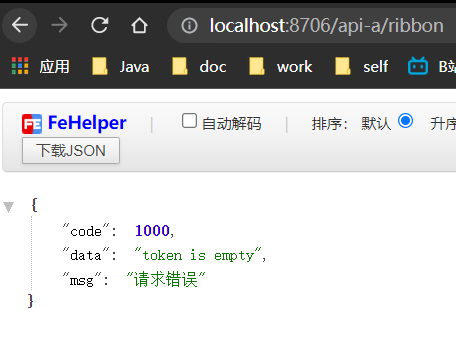 localhost:8706/api-a/ribbon
应用 Java doc work self B站
FE FeHelper | 自动解码 | 排序： 默认 升序
下载JSON
{
"code": 1000,
"data": "token is empty",
"msg": "请求错误"
}